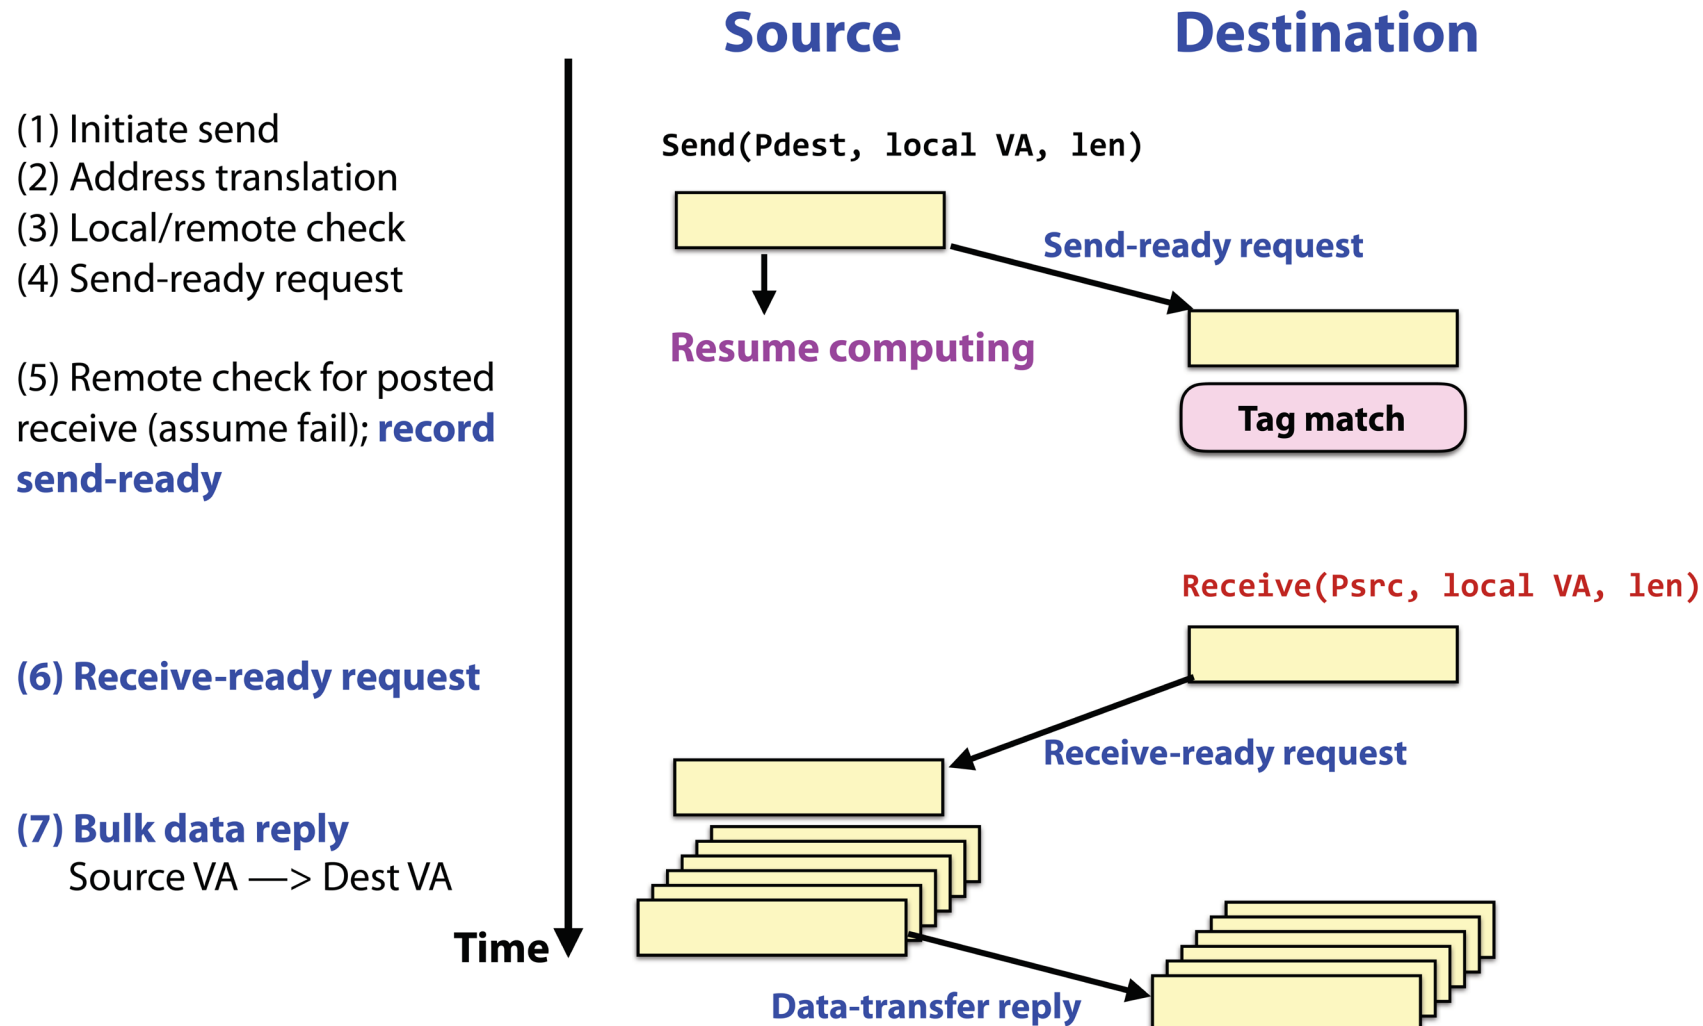 Source
Destination
(1) Initiate send
(2) Address translation
(3) Local/remote check
(4) Send-ready request
Send(Pdest, local VA, len)
Send-ready request
Resume computing
(5) Remote check for posted
receive (assume fail); record
send-ready
Tag match
Receive(Psrc, local VA, len)
(6) Receive-ready request
Receive-ready request
(7) Bulk data reply
Source VA —> Dest VA
Time
Data-transfer reply